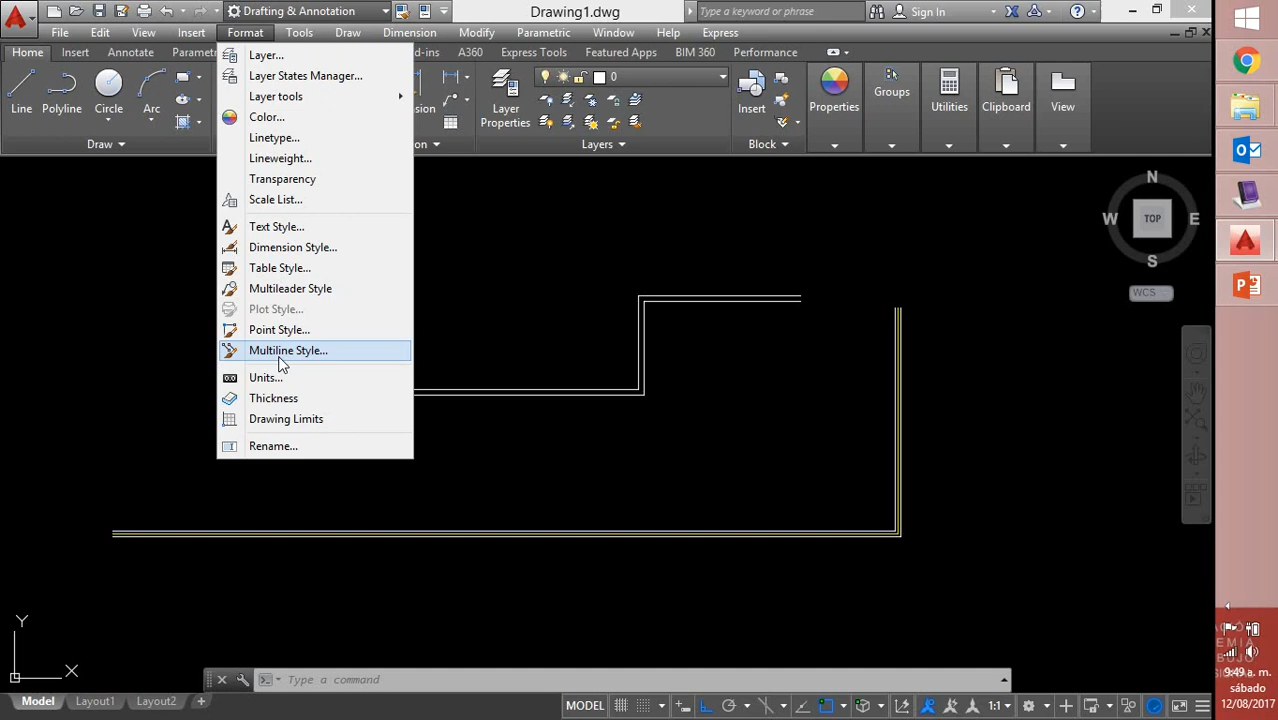 Drafting & Annotation
Drawing1.dwg
Type a keyword or phrase
Sign In
File Edit View Insert Format Tools Draw Dimension Modify Parametric Window Help Express
Home Insert Annotate Parametric
A360 Express Tools Featured Apps BIM 360 Performance
Line Polyline Circle Arc
Draw
Layer Properties
0
Layers
Insert
Block
Properties
Groups
Utilities
Clipboard
View
Layer...
Layer States Manager...
Layer tools
Color...
Linetype...
Lineweight...
Transparency
Scale List...
Text Style...
Dimension Style...
Table Style...
Multileader Style
Plot Style...
Point Style...
Multiline Style...
Units...
Thickness
Drawing Limits
Rename...
N
W TOP E
S
WCS
Y
X
Type a command
Model Layout1 Layout2
MODEL
1:1
9:49 a. m.
sábado
12/08/2017